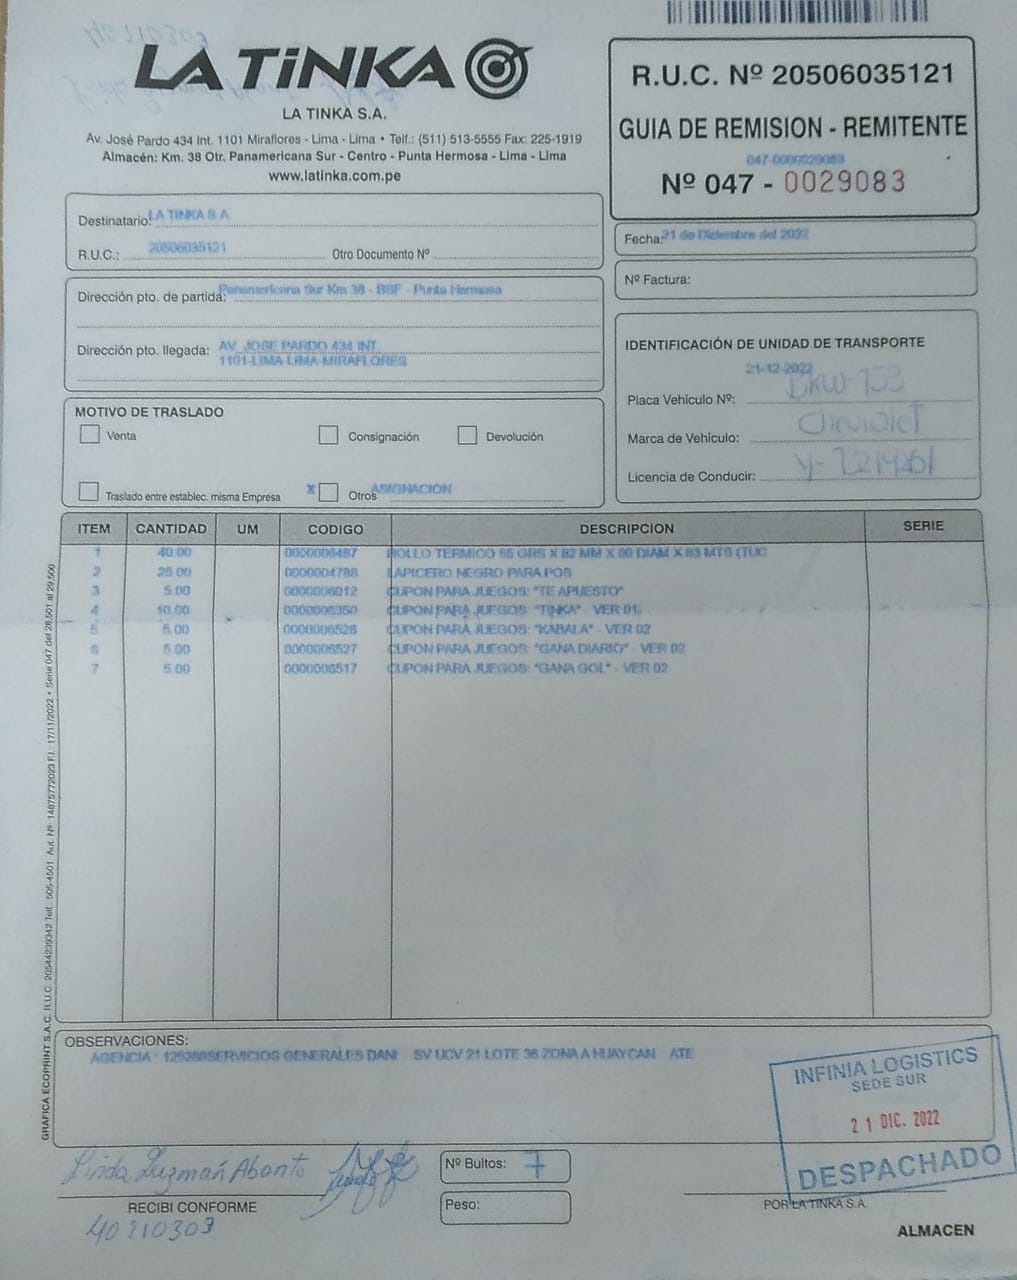 LA TiNKA
LA TINKA S.A.
Av. José Pardo 434 Int. 1101 Miraflores - Lima - Lima • Telf.: (511) 513-5555 Fax: 225-1919
Almacén: Km. 38 Otr. Panamericana Sur - Centro - Punta Hermosa - Lima - Lima
www.latinka.com.pe
R.U.C. Nº 20506035121
GUIA DE REMISION - REMITENTE
047-0000029083
Nº 047 - 0029083
Destinatario: LA TINKA S.A.
R.U.C.: 20506035121 Otro Documento Nº
Fecha: 21 de Diciembre del 2022
Nº Factura:
Dirección pto. de partida: Panamericana Sur Km 38 - BSF - Punta Hermosa
Dirección pto. llegada: AV. JOSE PARDO 434 INT.
1101-LIMA-LIMA-MIRAFLORES
IDENTIFICACIÓN DE UNIDAD DE TRANSPORTE
21-12-2022
Placa Vehículo Nº: BKW-153
Marca de Vehículo: Chevrolet
Licencia de Conducir:
MOTIVO DE TRASLADO
Venta Consignación Devolución
Traslado entre establec. misma Empresa X Otros ASIGNACION
ITEM CANTIDAD UM CODIGO DESCRIPCION SERIE
1 40.00 0000006487 ROLLO TERMICO 55 GRS X 82 MM X 80 DIAM X 83 MTS (TUC
2 25.00 0000004788 LAPICERO NEGRO PARA POS
3 5.00 0000006012 CUPON PARA JUEGOS: "TE APUESTO"
4 10.00 0000006350 CUPON PARA JUEGOS: "TINKA" VER 01.
5 5.00 0000006528 CUPON PARA JUEGOS: "KABALA" - VER 02
6 5.00 0000006527 CUPON PARA JUEGOS: "GANA DIARIO" - VER 02
7 5.00 0000006517 CUPON PARA JUEGOS: "GANA GOL" - VER 02
GRAFICA ECOPRINT S.A.C. R.U.C. 20544239342 Telf.: 505-4501 Aut. Nº: 14675772023 F.I.: 17/11/2022 • Serie 047 del 28,501 al 29,500
OBSERVACIONES:
AGENCIA - 125288SERVICIOS GENERALES DANI SV UCV 21 LOTE 36 ZONA A HUAYCAN ATE
INFINIA LOGISTICS
SEDE SUR
21 DIC. 2022
DESPACHADO
Linda Guzmán Abanto
RECIBI CONFORME
40210303
Nº Bultos: 7
Peso:
POR LA TINKA S.A.
ALMACEN